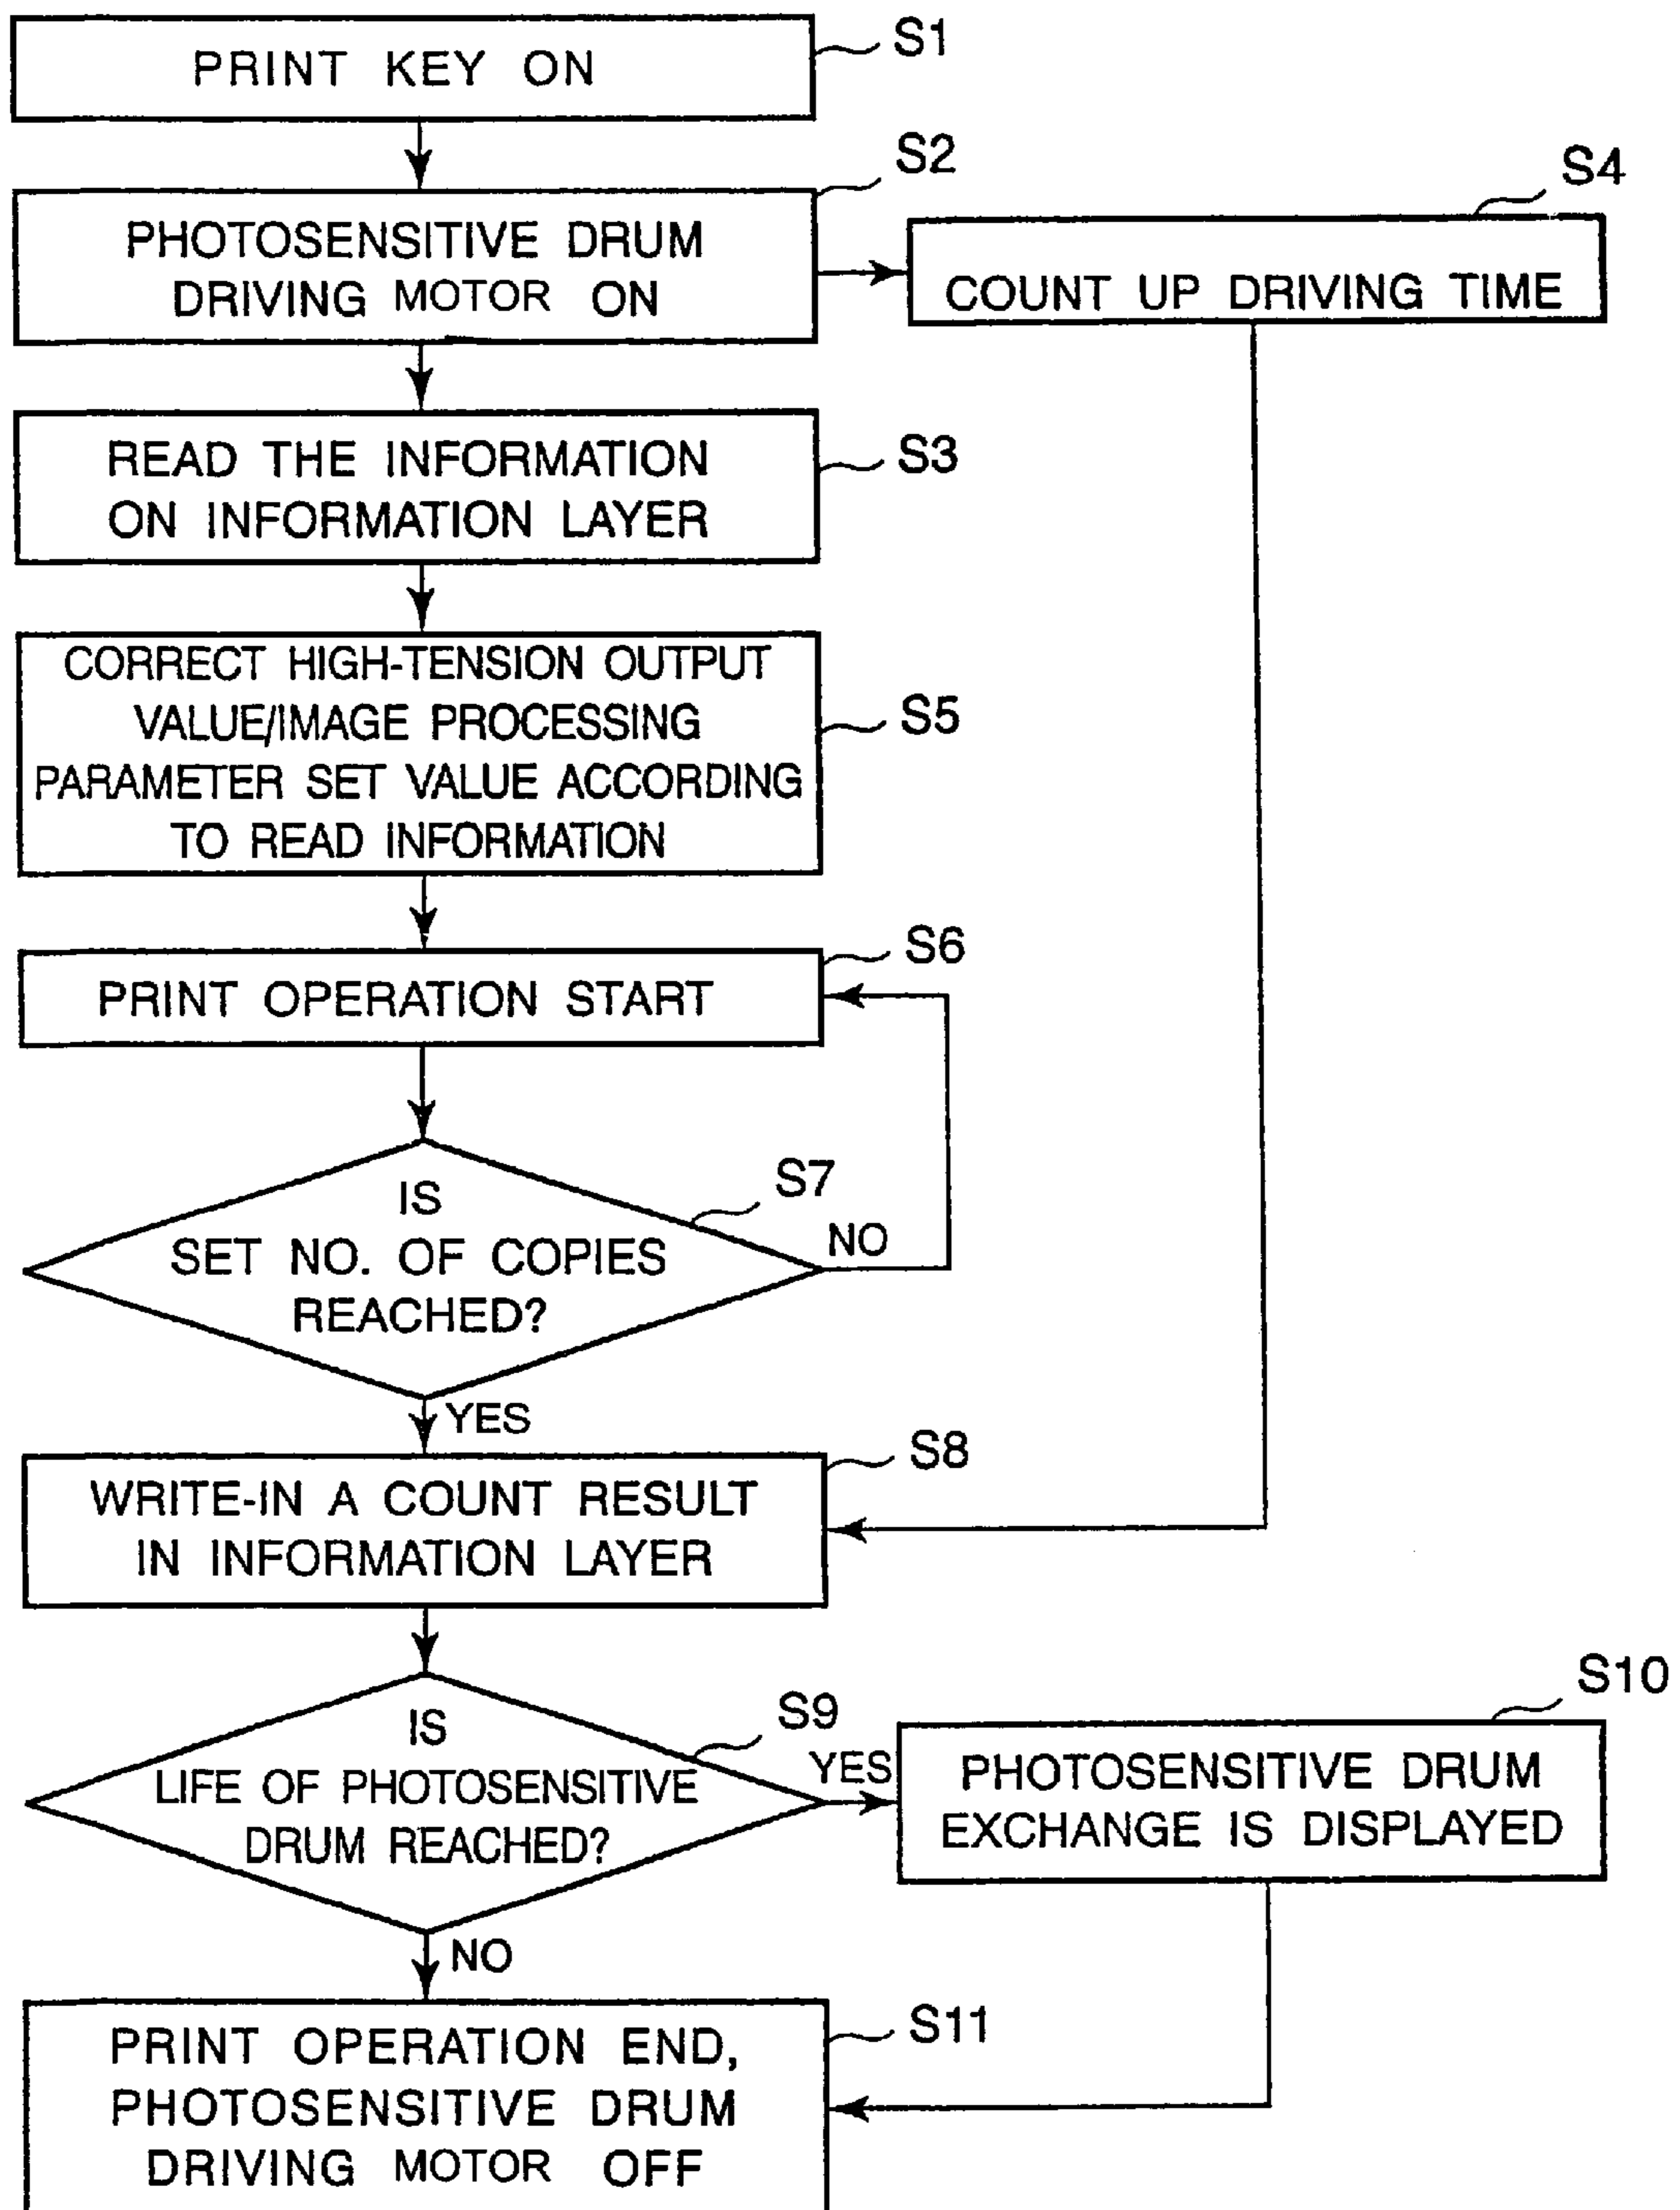 PRINT KEY ON
S1
S2
PHOTOSENSITIVE DRUM
DRIVING MOTOR ON
S4
COUNT UP DRIVING TIME
READ THE INFORMATION
ON INFORMATION LAYER
S3
CORRECT HIGH-TENSION OUTPUT
VALUE/IMAGE PROCESSING
PARAMETER SET VALUE ACCORDING
TO READ INFORMATION
S5
S6
PRINT OPERATION START
S7
IS
SET NO. OF COPIES
REACHED?
NO
YES
S8
WRITE-IN A COUNT RESULT
IN INFORMATION LAYER
S9
IS
LIFE OF PHOTOSENSITIVE
DRUM REACHED?
YES
S10
PHOTOSENSITIVE DRUM
EXCHANGE IS DISPLAYED
NO
S11
PRINT OPERATION END,
PHOTOSENSITIVE DRUM
DRIVING MOTOR OFF